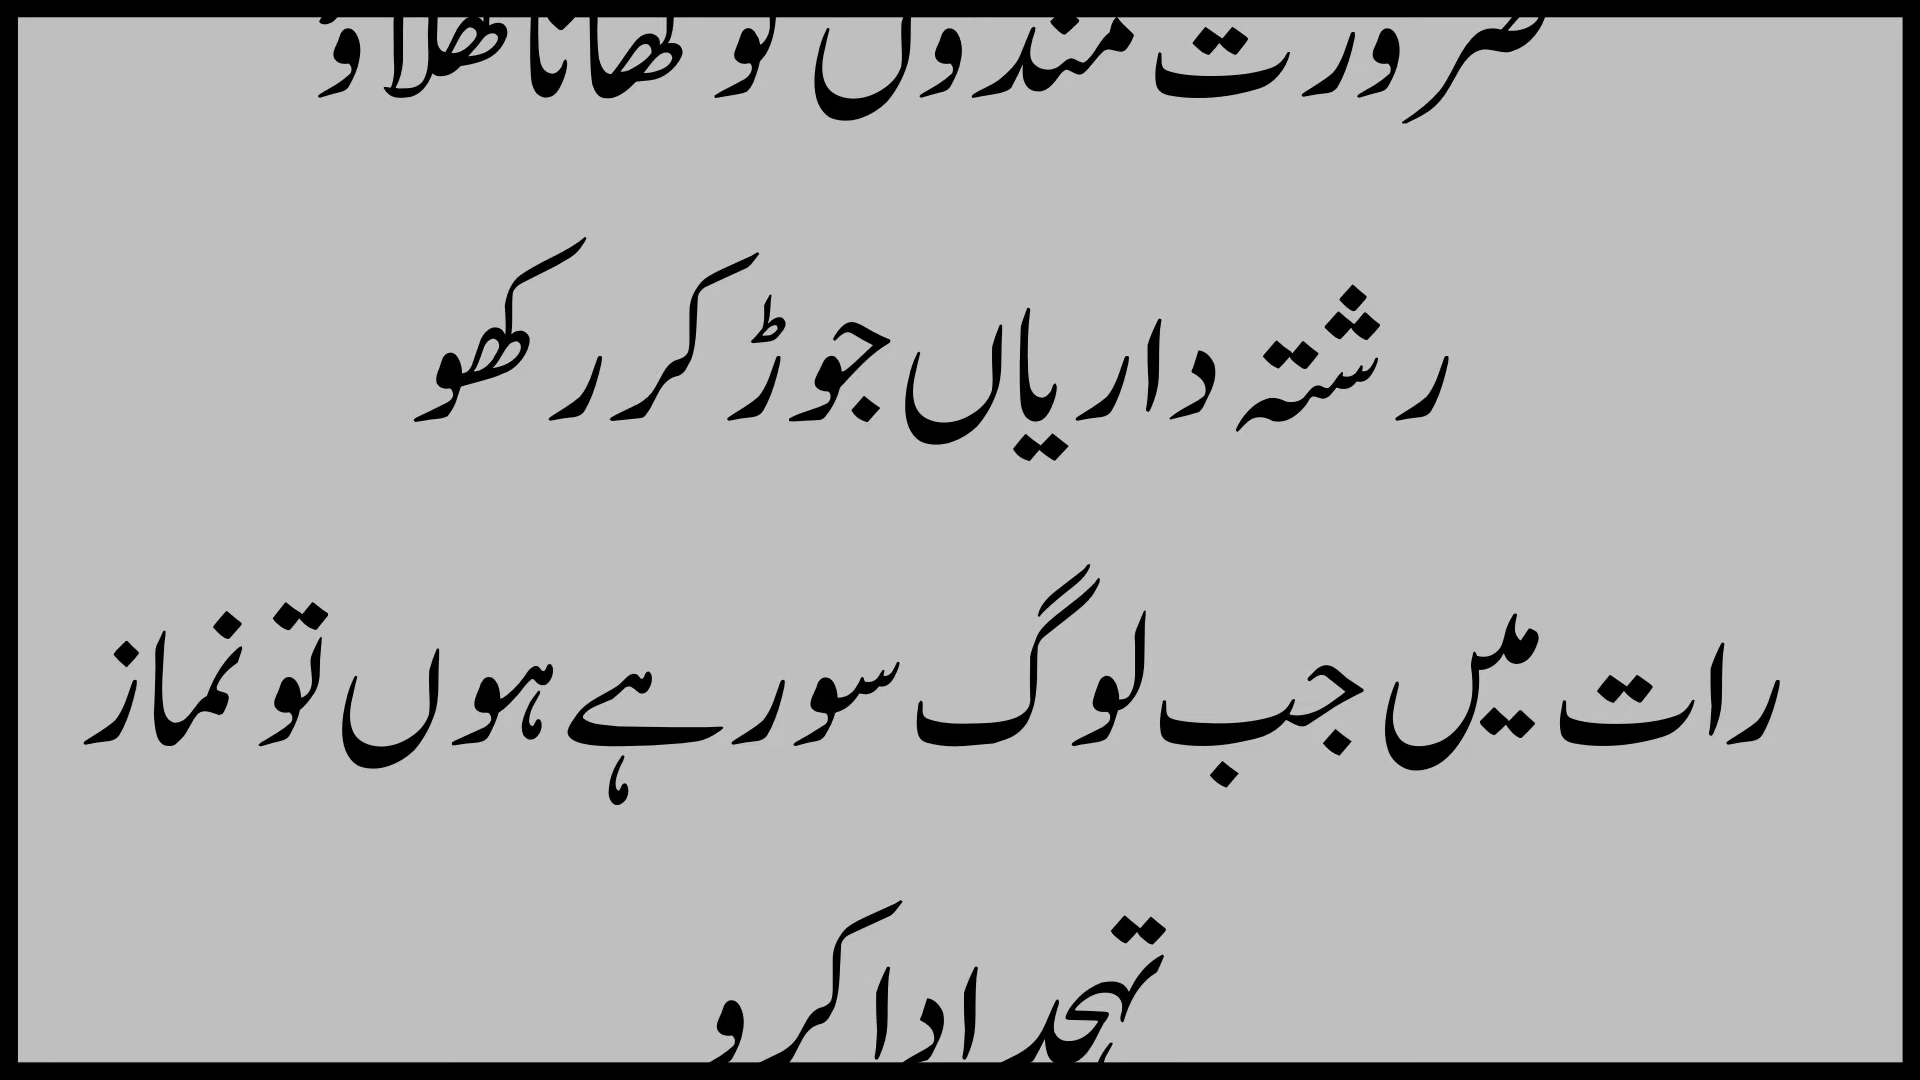 ضرورت مندوں کو کھانا کھلاؤ
رشتہ داریاں جوڑ کر رکھو
رات میں جب لوگ سو رہے ہوں تو نماز
تہجد ادا کرو